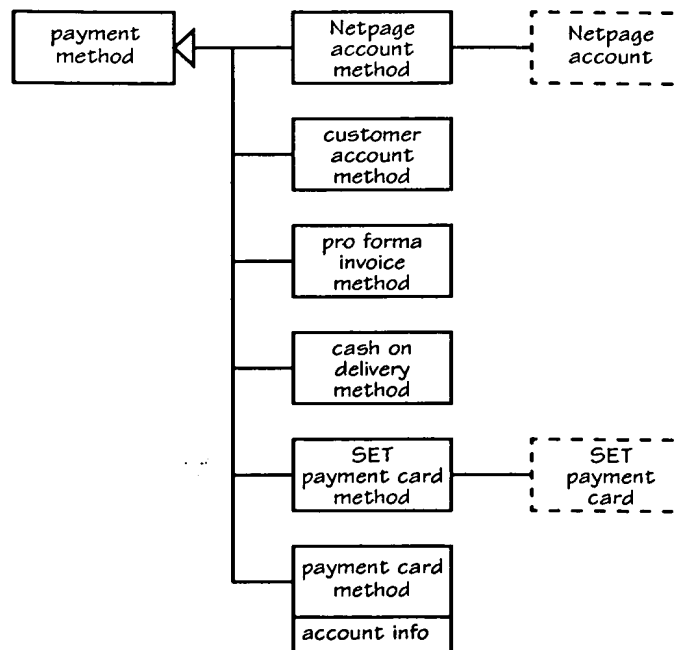 payment
method
Netpage
account
method
Netpage
account
customer
account
method
pro forma
invoice
method
cash on
delivery
method
SET
payment card
method
SET
payment
card
payment card
method
account info